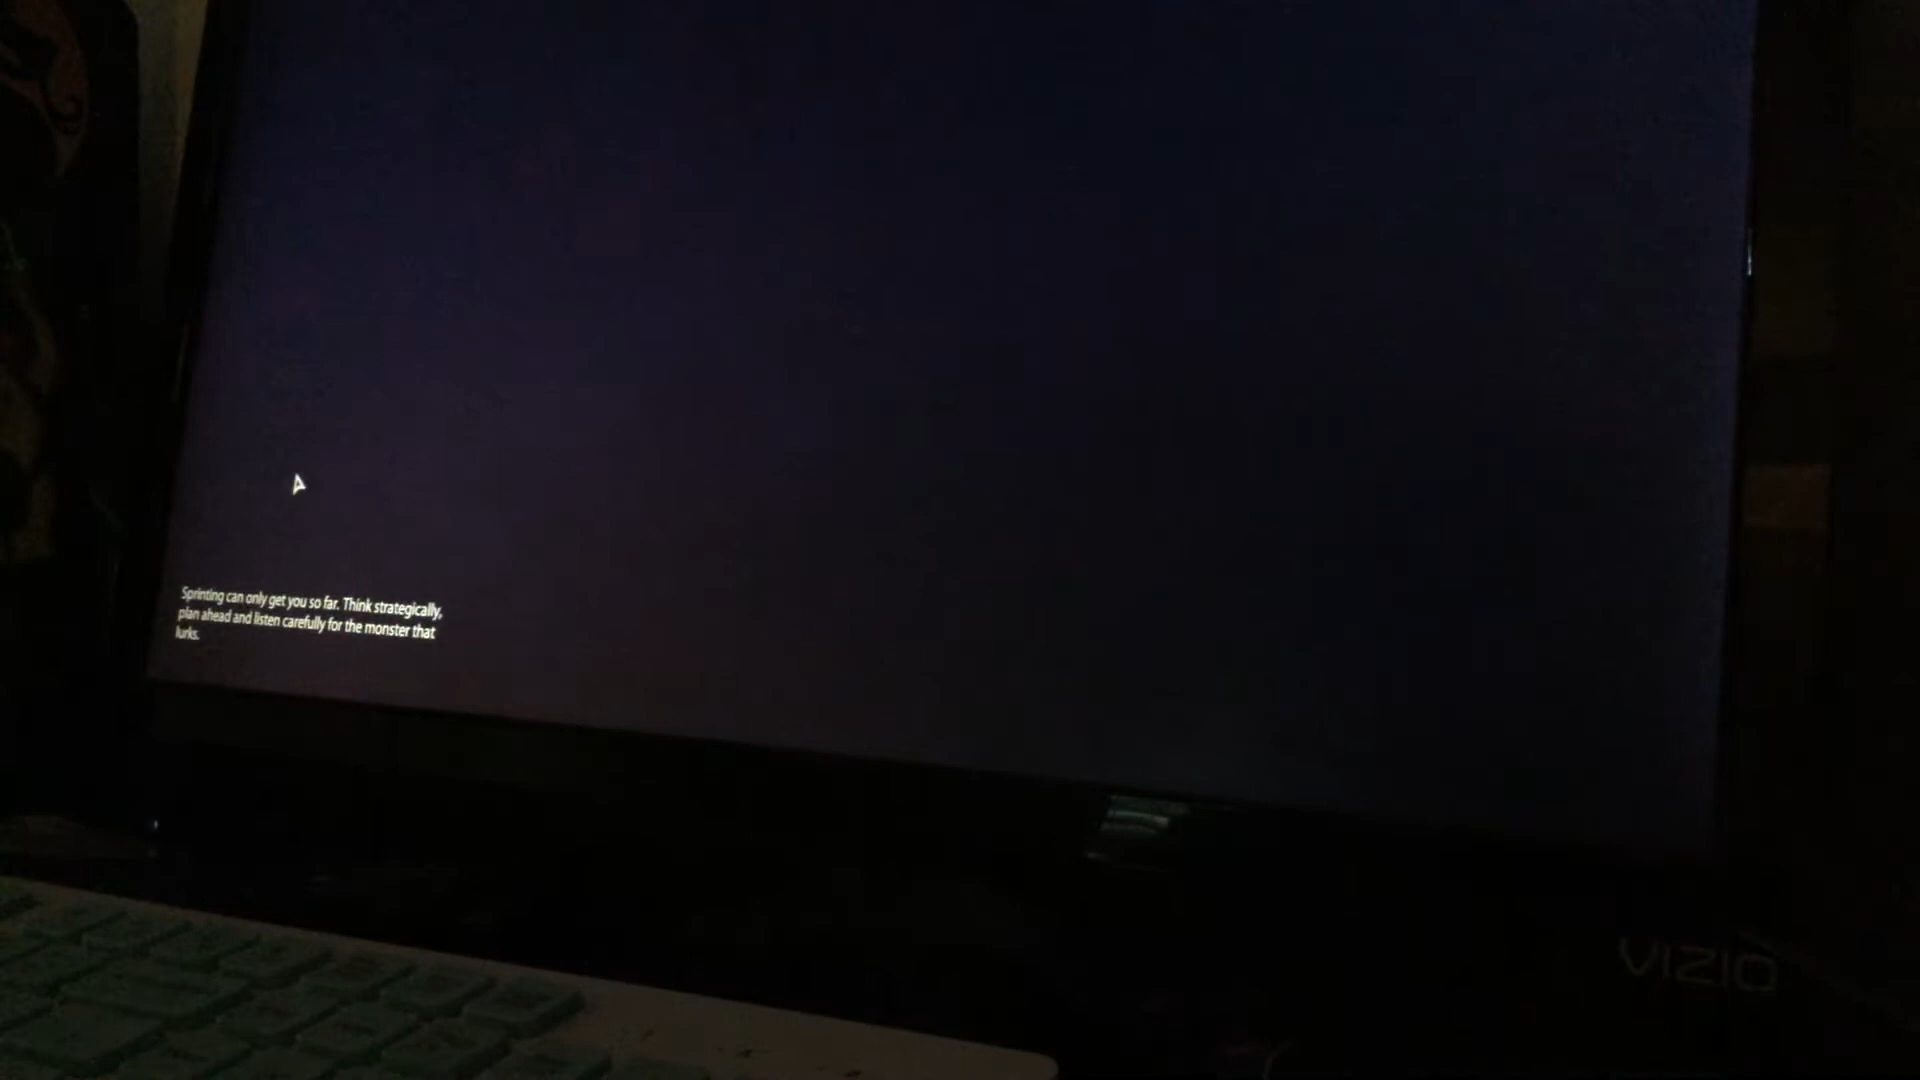 Sprinting can only get you so far. Think strategically,
plan ahead and listen carefully for the monster that
lurks.
VIZIO